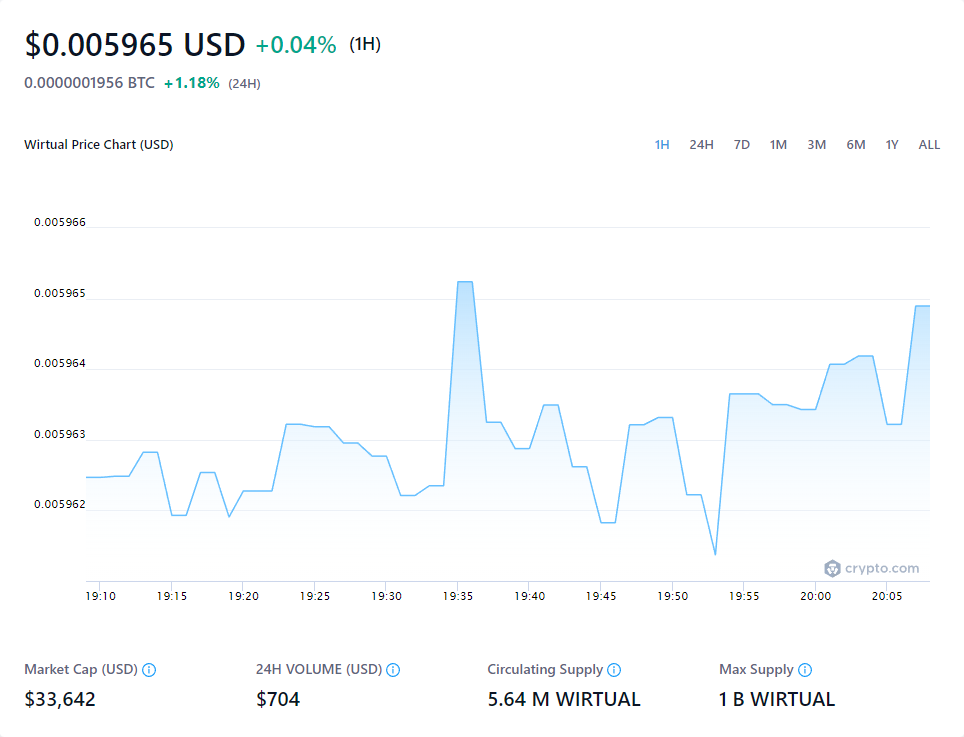 $0.005965 USD +0.04% (1H)
0.0000001956 BTC +1.18% (24H)
Wirtual Price Chart (USD)
1H 24H 7D 1M 3M 6M 1Y ALL
0.005966
0.005965
0.005964
0.005963
0.005962
crypto.com
19:10 19:15 19:20 19:25 19:30 19:35 19:40 19:45 19:50 19:55 20:00 20:05
Market Cap (USD) 24H VOLUME (USD) Circulating Supply Max Supply
$33,642 $704 5.64 M WIRTUAL 1 B WIRTUAL